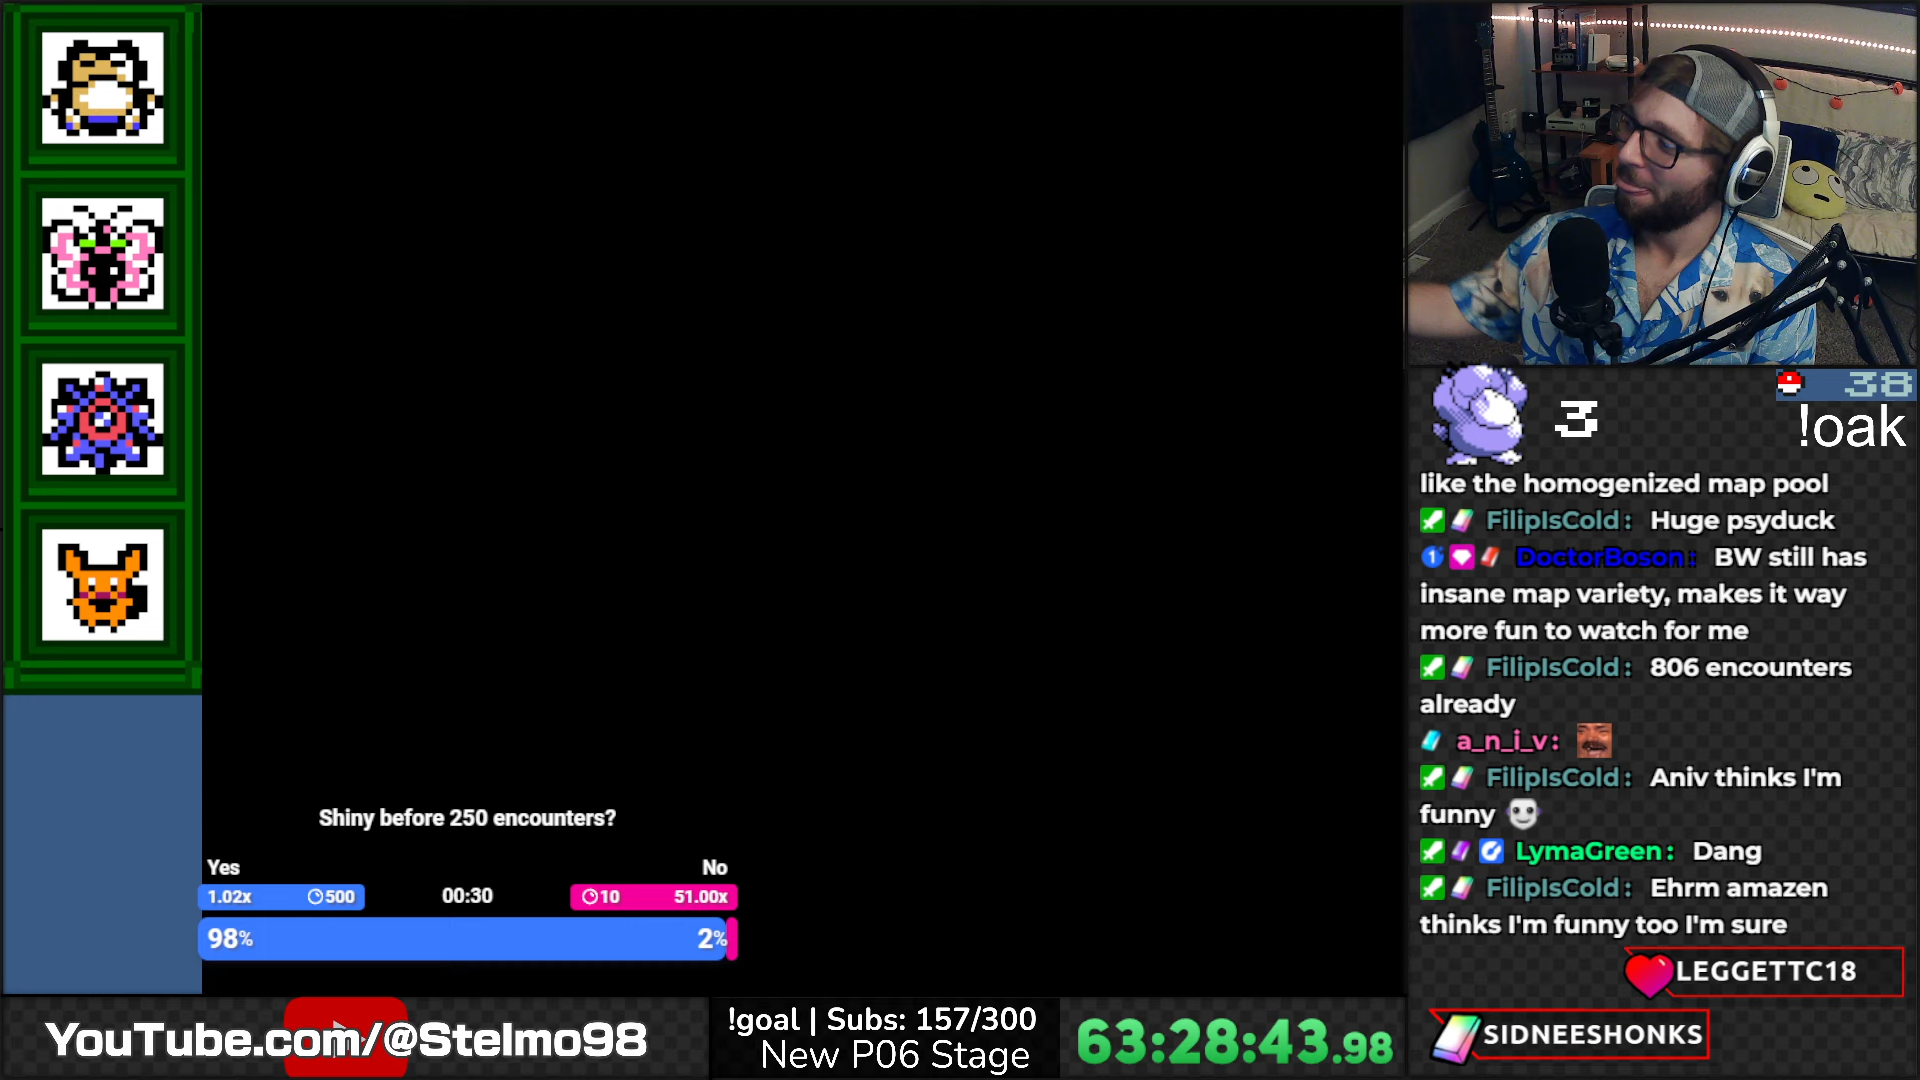 3
38
!oak
like the homogenized map pool
FilipIsCold: Huge psyduck
1 DoctorBoson: BW still has
insane map variety, makes it way
more fun to watch for me
FilipIsCold: 806 encounters
already
a_n_i_v:
FilipIsCold: Aniv thinks I'm
funny
LymaGreen: Dang
FilipIsCold: Ehrm amazen
thinks I'm funny too I'm sure
LEGGETTC18
SIDNEESHONKS
Shiny before 250 encounters?
Yes No
1.02x 500 00:30 10 51.00x
98% 2%
YouTube.com/@Stelmo98
!goal | Subs: 157/300
New P06 Stage
63:28:43.98